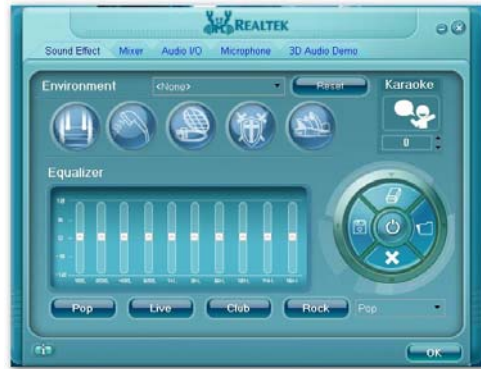 REALTEK
Sound Effect Mixer Audio I/O Microphone 3D Audio Demo
Environment <None> Reset Karaoke
0
Equalizer
Pop Live Club Rock Pop
OK